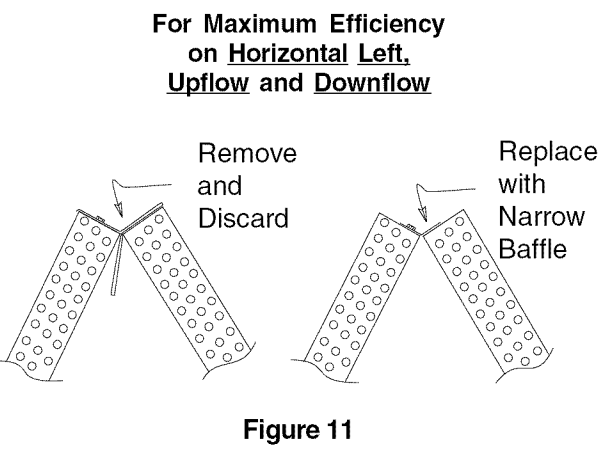 For Maximum Efficiency
on Horizontal Left,
Upflow and Downflow
Remove
and
Discard
Replace
with
Narrow
Baffle
Figure 11